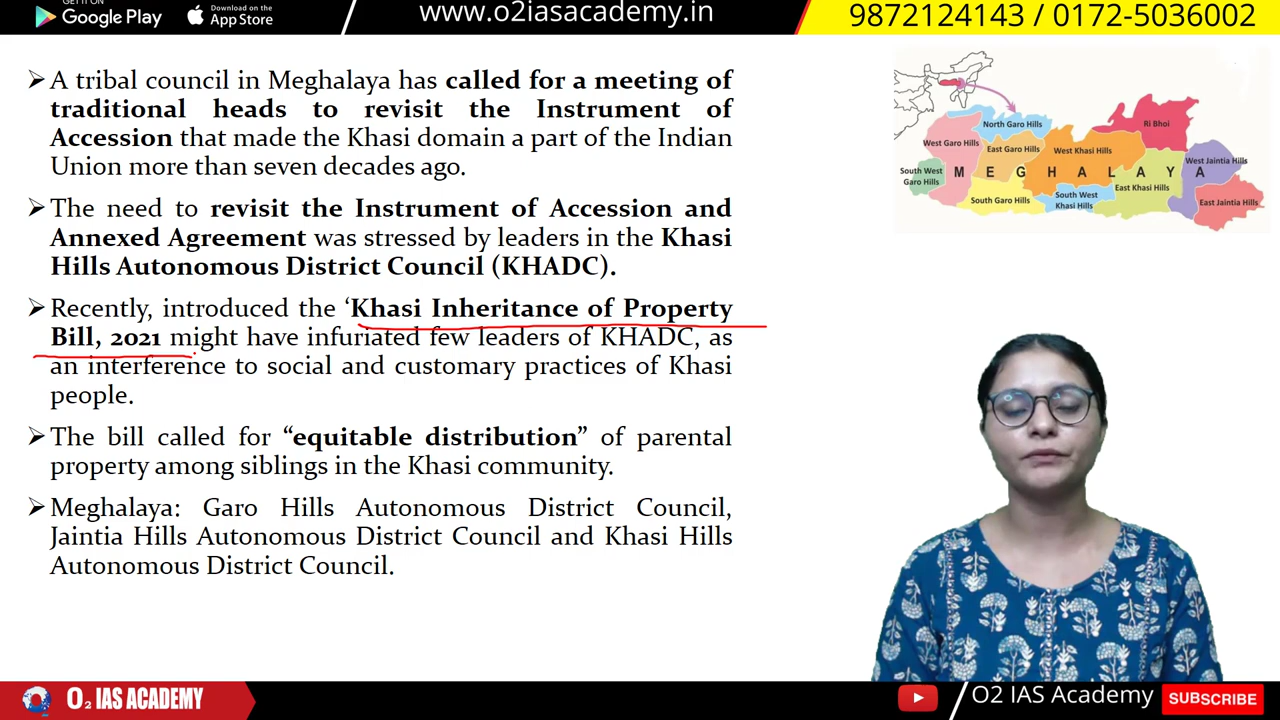 GET IT ON
Google Play
Download on the
App Store
www.o2iasacademy.in
9872124143 / 0172-5036002
➢ A tribal council in Meghalaya has called for a meeting of
traditional heads to revisit the Instrument of
Accession that made the Khasi domain a part of the Indian
Union more than seven decades ago.
➢ The need to revisit the Instrument of Accession and
Annexed Agreement was stressed by leaders in the Khasi
Hills Autonomous District Council (KHADC).
➢ Recently, introduced the ‘Khasi Inheritance of Property
Bill, 2021 might have infuriated few leaders of KHADC, as
an interference to social and customary practices of Khasi
people.
➢ The bill called for “equitable distribution” of parental
property among siblings in the Khasi community.
➢ Meghalaya: Garo Hills Autonomous District Council,
Jaintia Hills Autonomous District Council and Khasi Hills
Autonomous District Council.
North Garo Hills
Ri Bhoi
West Garo Hills
East Garo Hills
West Khasi Hills
West Jaintia Hills
South West
Garo Hills
M E G H A L A Y A
East Khasi Hills
South Garo Hills
South West
Khasi Hills
East Jaintia Hills
O2 IAS ACADEMY
O2 IAS Academy
SUBSCRIBE